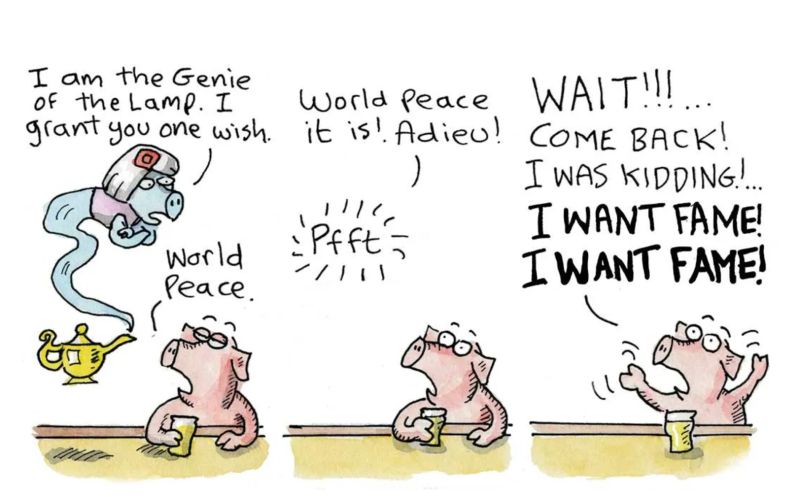 I am the Genie
of the Lamp. I
grant you one wish.
World
Peace.
World Peace
it is! Adieu!
Pfft
WAIT!!!...
COME BACK!
I WAS KIDDING!...
I WANT FAME!
I WANT FAME!